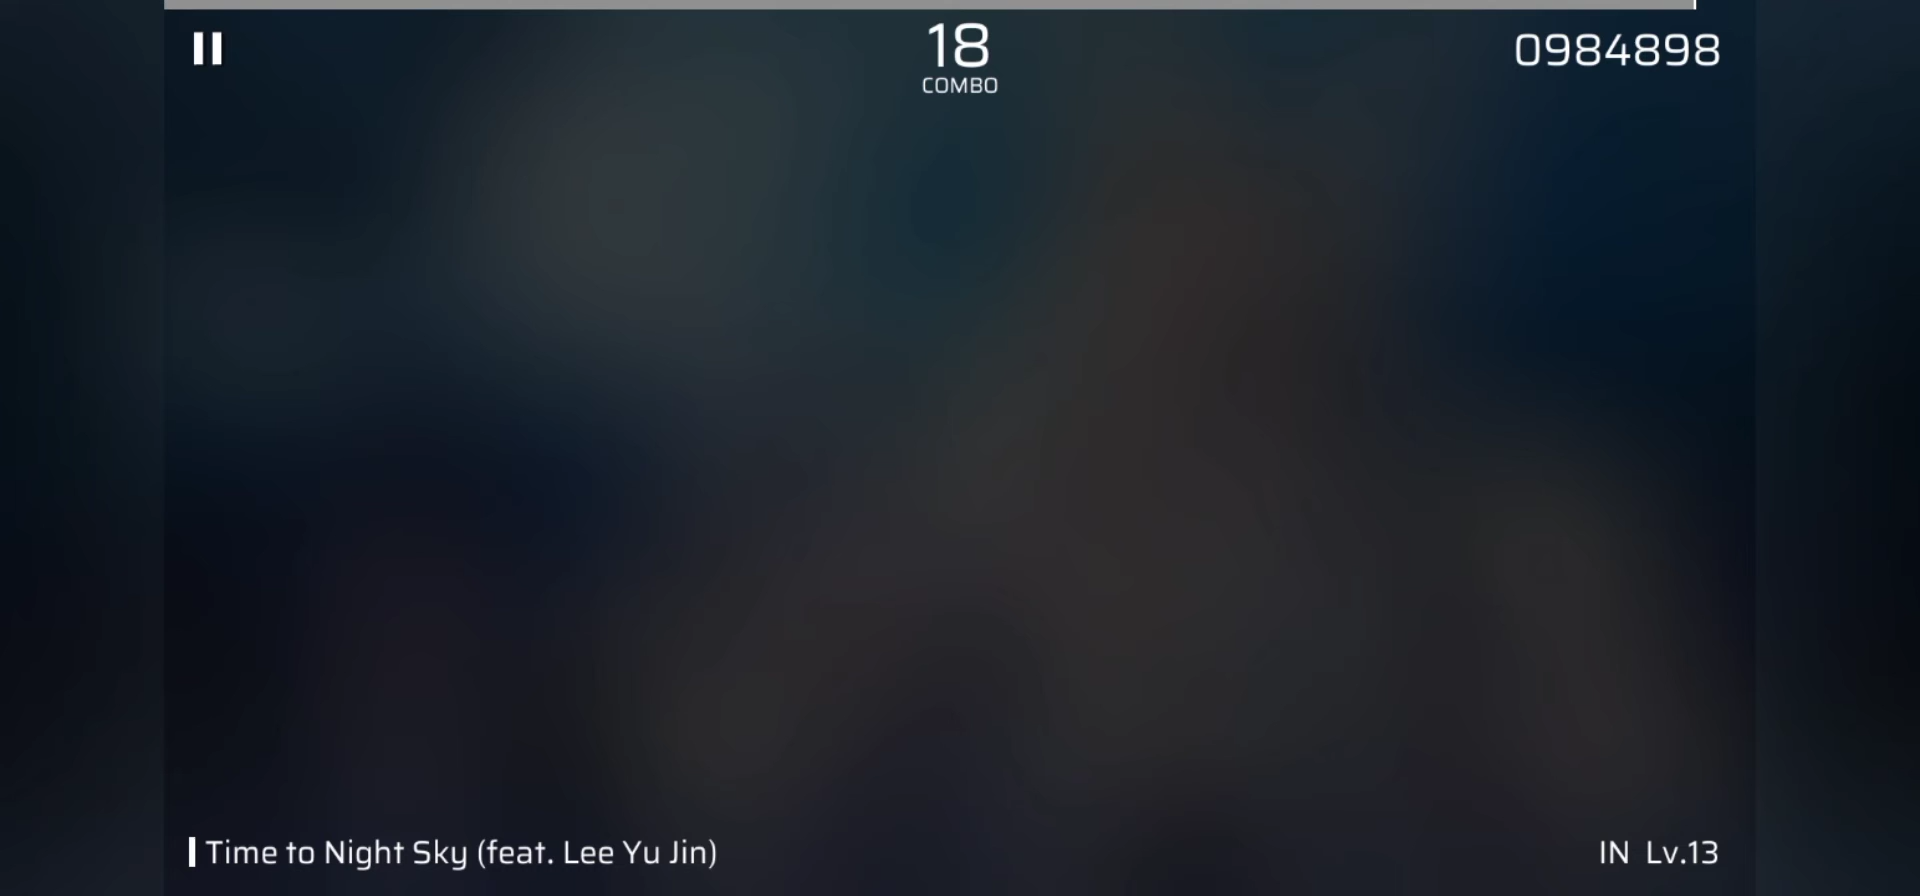 18
COMBO
0984898
Time to Night Sky (feat. Lee Yu Jin)
IN Lv.13